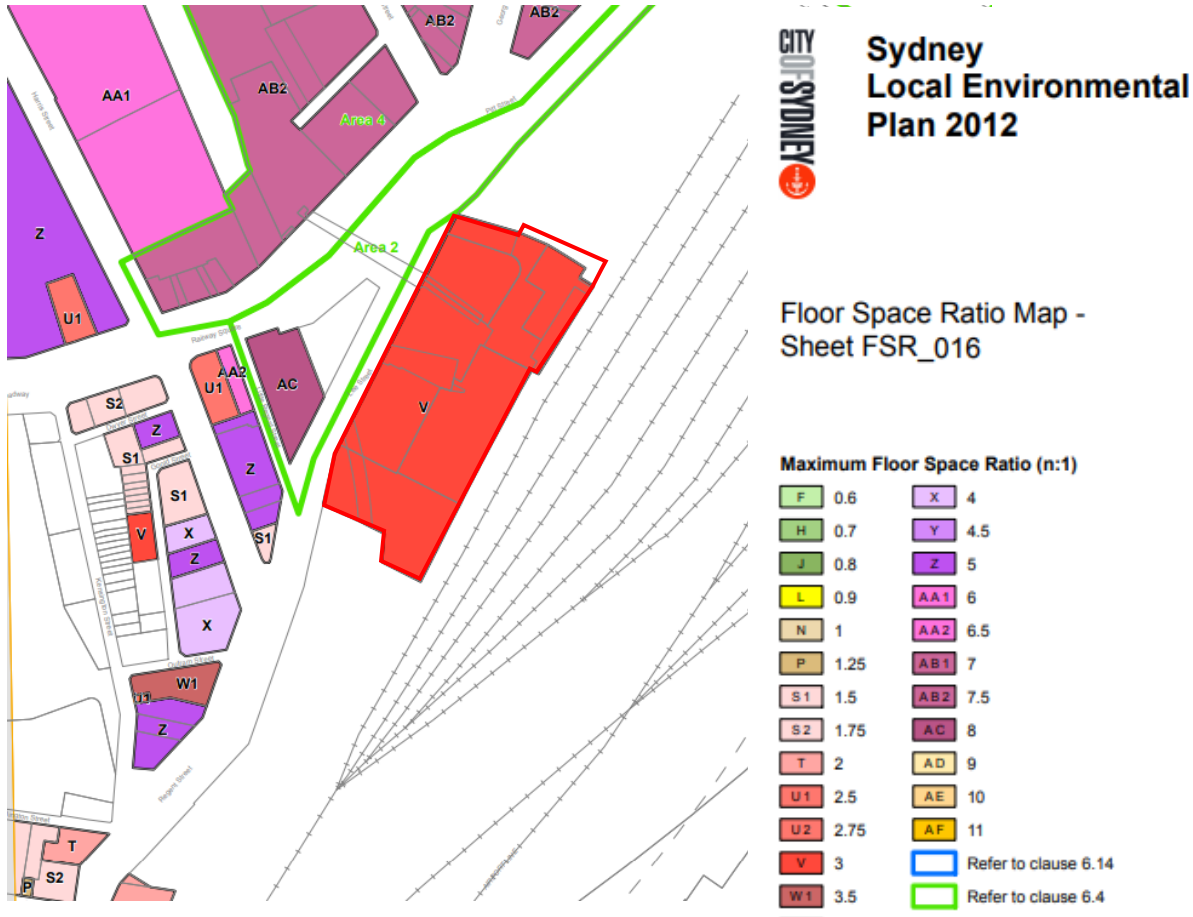 AB2
AB2
AA1
AB2
Harris Street
Area 4
Pitt Street
Z
Area 2
U1
Railway Square
AA2
U1
AC
V
S2
Z
S1
Z
S1
V
X
S1
Z
X
Kensington Street
Outram Street
W1
U1
Z
Regent Street
T
S2
P
CITY OF SYDNEY
Sydney
Local Environmental
Plan 2012
Floor Space Ratio Map -
Sheet FSR_016
Maximum Floor Space Ratio (n:1)
F 0.6
H 0.7
J 0.8
L 0.9
N 1
P 1.25
S1 1.5
S2 1.75
T 2
U1 2.5
U2 2.75
V 3
W1 3.5
X 4
Y 4.5
Z 5
AA1 6
AA2 6.5
AB1 7
AB2 7.5
AC 8
AD 9
AE 10
AF 11
Refer to clause 6.14
Refer to clause 6.4